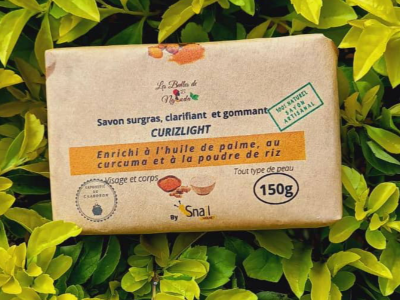 Les Bulles de
Savon surgras, clarifiant et gommant
CURIZLIGHT
100% NATUREL
SAVON
ARTISANAL
Enrichi à l'huile de palme, au
curcuma et à la poudre de riz
Visage et corps
Tout type de peau
150g
By